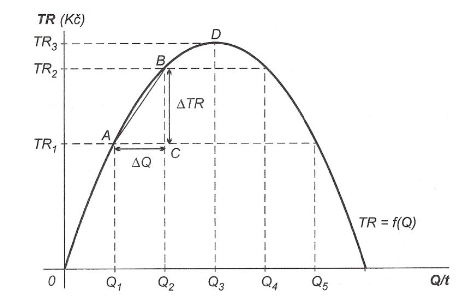 TR (Kč)
D
TR₃
B
TR₂
ΔTR
A
TR₁
C
ΔQ
TR = f(Q)
0
Q₁ Q₂ Q₃ Q₄ Q₅ Q/t